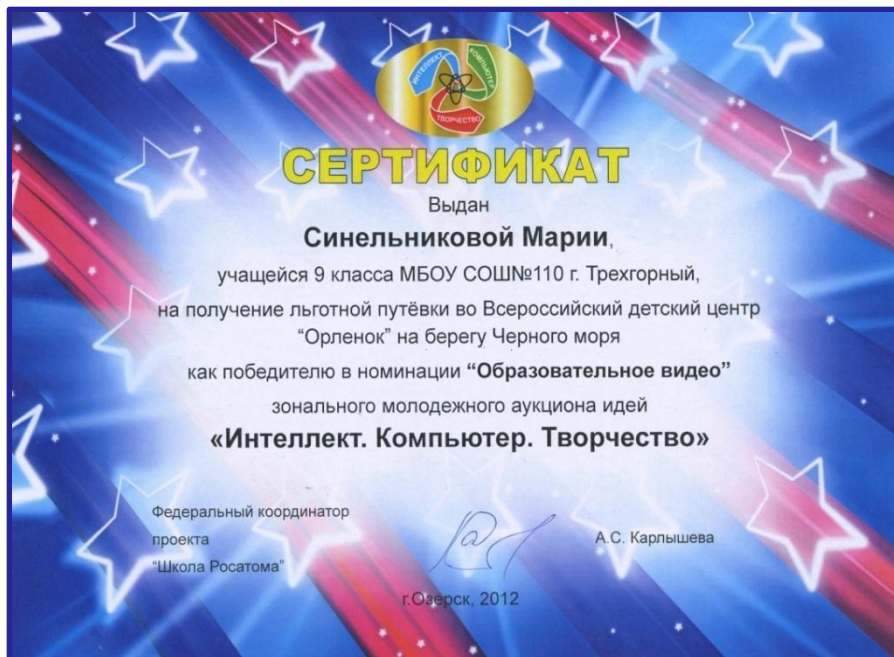 ИНТЕЛЛЕКТ
КОМПЬЮТЕР
ТВОРЧЕСТВО
СЕРТИФИКАТ
Выдан
Синельниковой Марии,
учащейся 9 класса МБОУ СОШ№110 г. Трехгорный,
на получение льготной путёвки во Всероссийский детский центр
“Орленок” на берегу Черного моря
как победителю в номинации “Образовательное видео”
зонального молодежного аукциона идей
«Интеллект. Компьютер. Творчество»
Федеральный координатор
проекта
“Школа Росатома”
А.С. Карлышева
г.Озерск, 2012